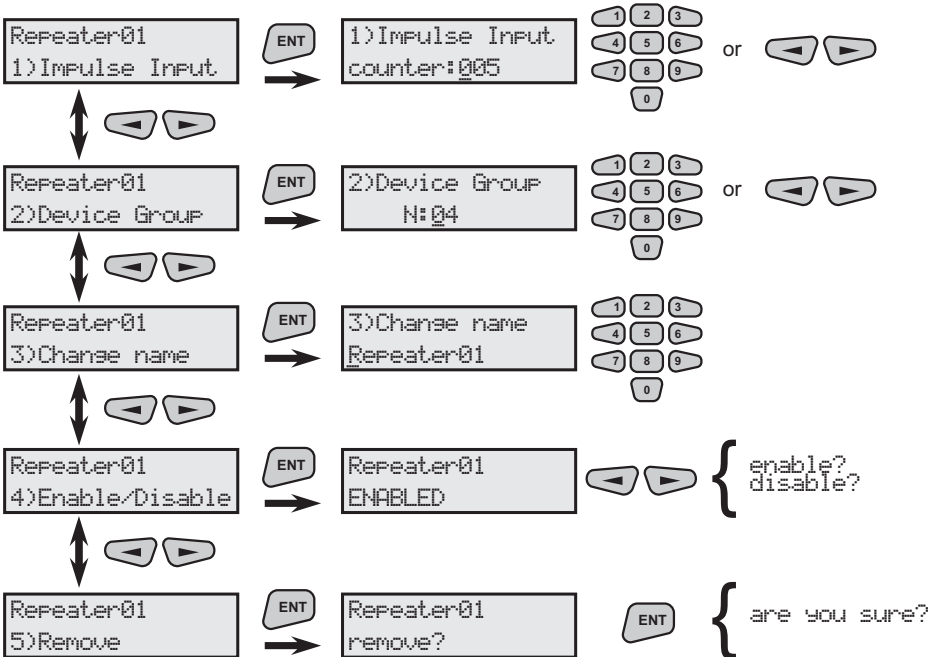 Repeater01
1)Impulse Input
ENT
1)Impulse Input
counter:005
1 2 3
4 5 6
7 8 9
0
or
Repeater01
2)Device Group
ENT
2)Device Group
N:04
1 2 3
4 5 6
7 8 9
0
or
Repeater01
3)Change name
ENT
3)Change name
Repeater01
1 2 3
4 5 6
7 8 9
0
Repeater01
4)Enable/Disable
ENT
Repeater01
ENABLED
enable?
disable?
Repeater01
5)Remove
ENT
Repeater01
remove?
ENT
are you sure?